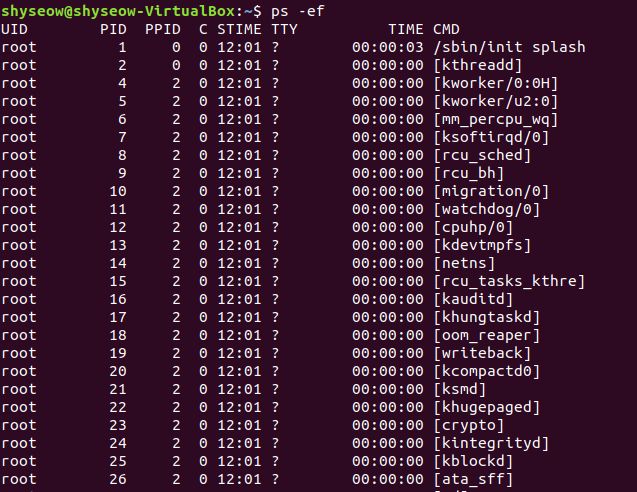 shyseow@shyseow-VirtualBox:~$ ps -ef
UID PID PPID C STIME TTY TIME CMD
root 1 0 0 12:01 ? 00:00:03 /sbin/init splash
root 2 0 0 12:01 ? 00:00:00 [kthreadd]
root 4 2 0 12:01 ? 00:00:00 [kworker/0:0H]
root 5 2 0 12:01 ? 00:00:00 [kworker/u2:0]
root 6 2 0 12:01 ? 00:00:00 [mm_percpu_wq]
root 7 2 0 12:01 ? 00:00:00 [ksoftirqd/0]
root 8 2 0 12:01 ? 00:00:00 [rcu_sched]
root 9 2 0 12:01 ? 00:00:00 [rcu_bh]
root 10 2 0 12:01 ? 00:00:00 [migration/0]
root 11 2 0 12:01 ? 00:00:00 [watchdog/0]
root 12 2 0 12:01 ? 00:00:00 [cpuhp/0]
root 13 2 0 12:01 ? 00:00:00 [kdevtmpfs]
root 14 2 0 12:01 ? 00:00:00 [netns]
root 15 2 0 12:01 ? 00:00:00 [rcu_tasks_kthre]
root 16 2 0 12:01 ? 00:00:00 [kauditd]
root 17 2 0 12:01 ? 00:00:00 [khungtaskd]
root 18 2 0 12:01 ? 00:00:00 [oom_reaper]
root 19 2 0 12:01 ? 00:00:00 [writeback]
root 20 2 0 12:01 ? 00:00:00 [kcompactd0]
root 21 2 0 12:01 ? 00:00:00 [ksmd]
root 22 2 0 12:01 ? 00:00:00 [khugepaged]
root 23 2 0 12:01 ? 00:00:00 [crypto]
root 24 2 0 12:01 ? 00:00:00 [kintegrityd]
root 25 2 0 12:01 ? 00:00:00 [kblockd]
root 26 2 0 12:01 ? 00:00:00 [ata_sff]